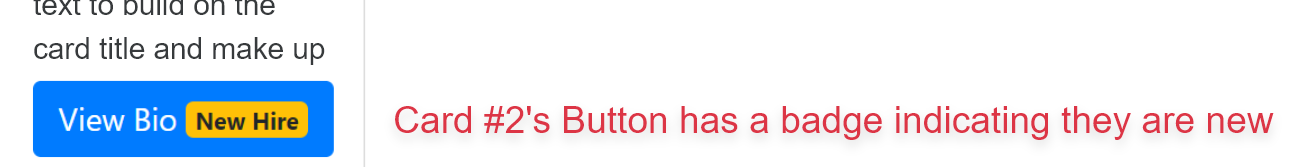 text to build on the
card title and make up
View Bio New Hire
Card #2's Button has a badge indicating they are new